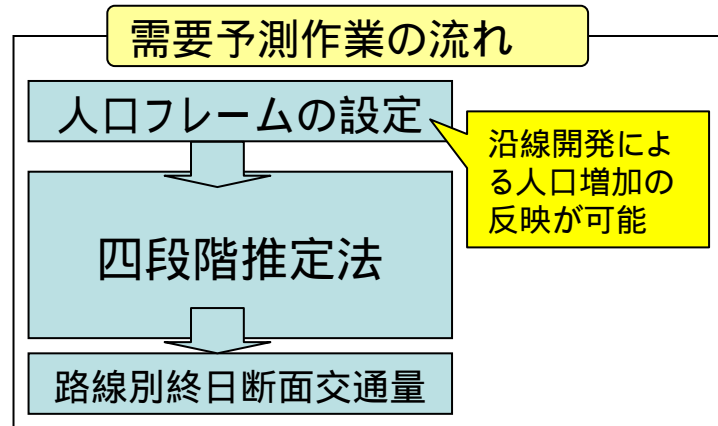 需要予測作業の流れ
人口フレームの設定
沿線開発によ
る人口増加の
反映が可能
四段階推定法
路線別終日断面交通量